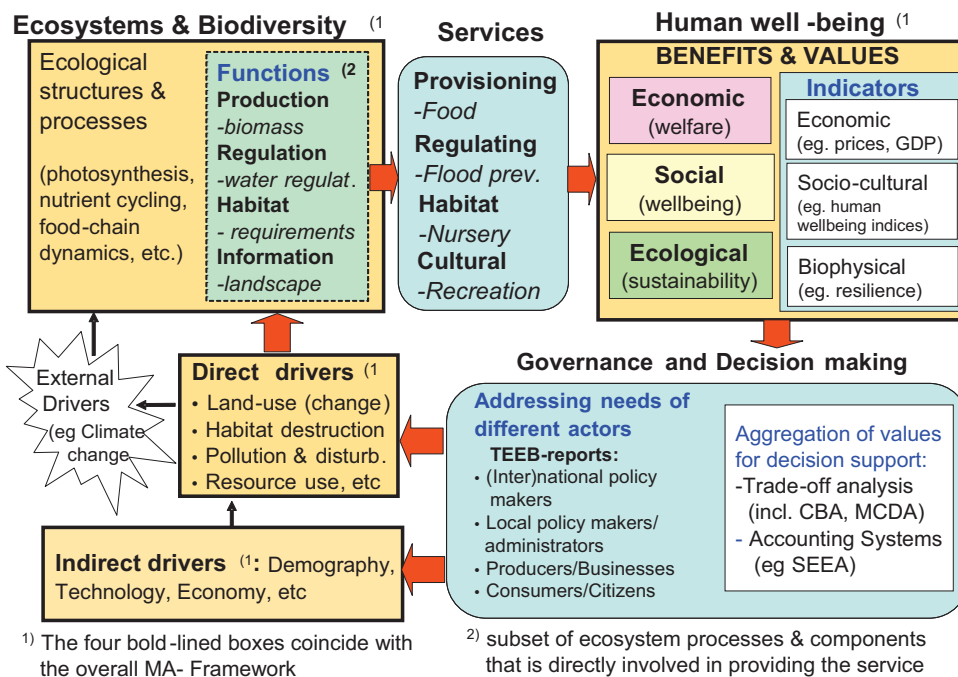 Ecosystems & Biodiversity (1
Ecological
structures &
processes
(photosynthesis,
nutrient cycling,
food-chain
dynamics, etc.)
Functions (2
Production
-biomass
Regulation
-water regulat.
Habitat
- requirements
Information
-landscape
Services
Provisioning
-Food
Regulating
-Flood prev.
Habitat
-Nursery
Cultural
-Recreation
Human well -being (1
BENEFITS & VALUES
Economic
(welfare)
Social
(wellbeing)
Ecological
(sustainability)
Indicators
Economic
(eg. prices, GDP)
Socio-cultural
(eg. human
wellbeing indices)
Biophysical
(eg. resilience)
External
Drivers
(eg Climate
change
Direct drivers (1
• Land-use (change)
• Habitat destruction
• Pollution & disturb.
• Resource use, etc
Indirect drivers (1: Demography,
Technology, Economy, etc
Governance and Decision making
Addressing needs of
different actors
TEEB-reports:
• (Inter)national policy
makers
• Local policy makers/
administrators
• Producers/Businesses
• Consumers/Citizens
Aggregation of values
for decision support:
-Trade-off analysis
(incl. CBA, MCDA)
- Accounting Systems
(eg SEEA)
1) The four bold-lined boxes coincide with
the overall MA- Framework
2) subset of ecosystem processes & components
that is directly involved in providing the service